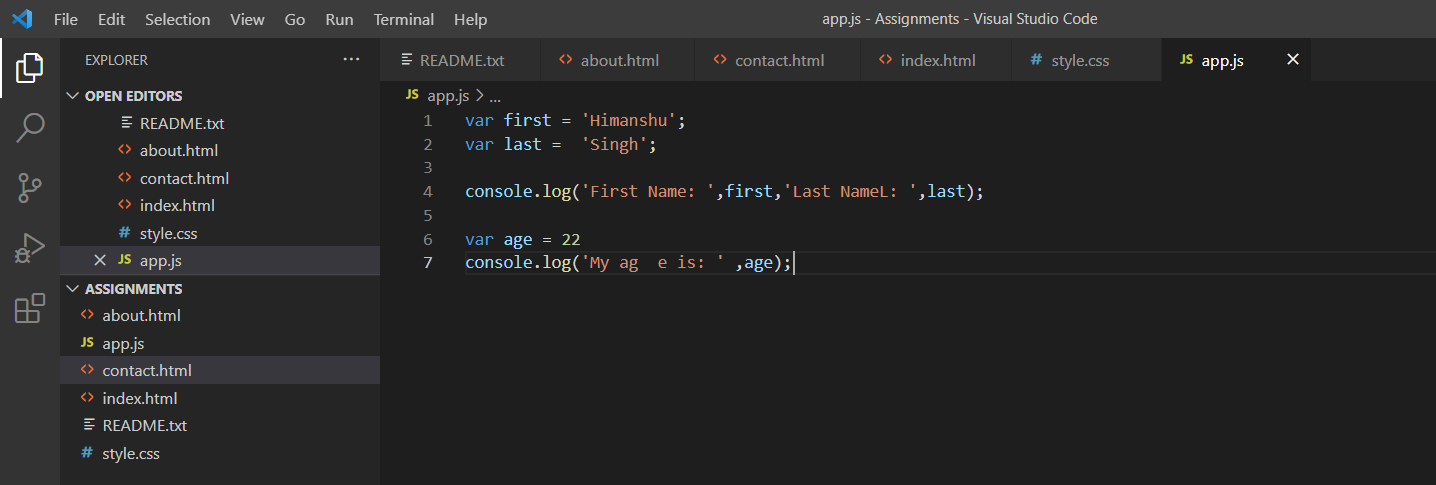 File Edit Selection View Go Run Terminal Help app.js - Assignments - Visual Studio Code
EXPLORER ···
OPEN EDITORS
README.txt
about.html
contact.html
index.html
style.css
JS app.js
ASSIGNMENTS
about.html
JS app.js
contact.html
index.html
README.txt
style.css
README.txt about.html contact.html index.html style.css JS app.js
JS app.js > ...
1 var first = 'Himanshu';
2 var last =  'Singh';
3
4 console.log('First Name: ',first,'Last NameL: ',last);
5
6 var age = 22
7 console.log('My ag  e is: ' ,age);